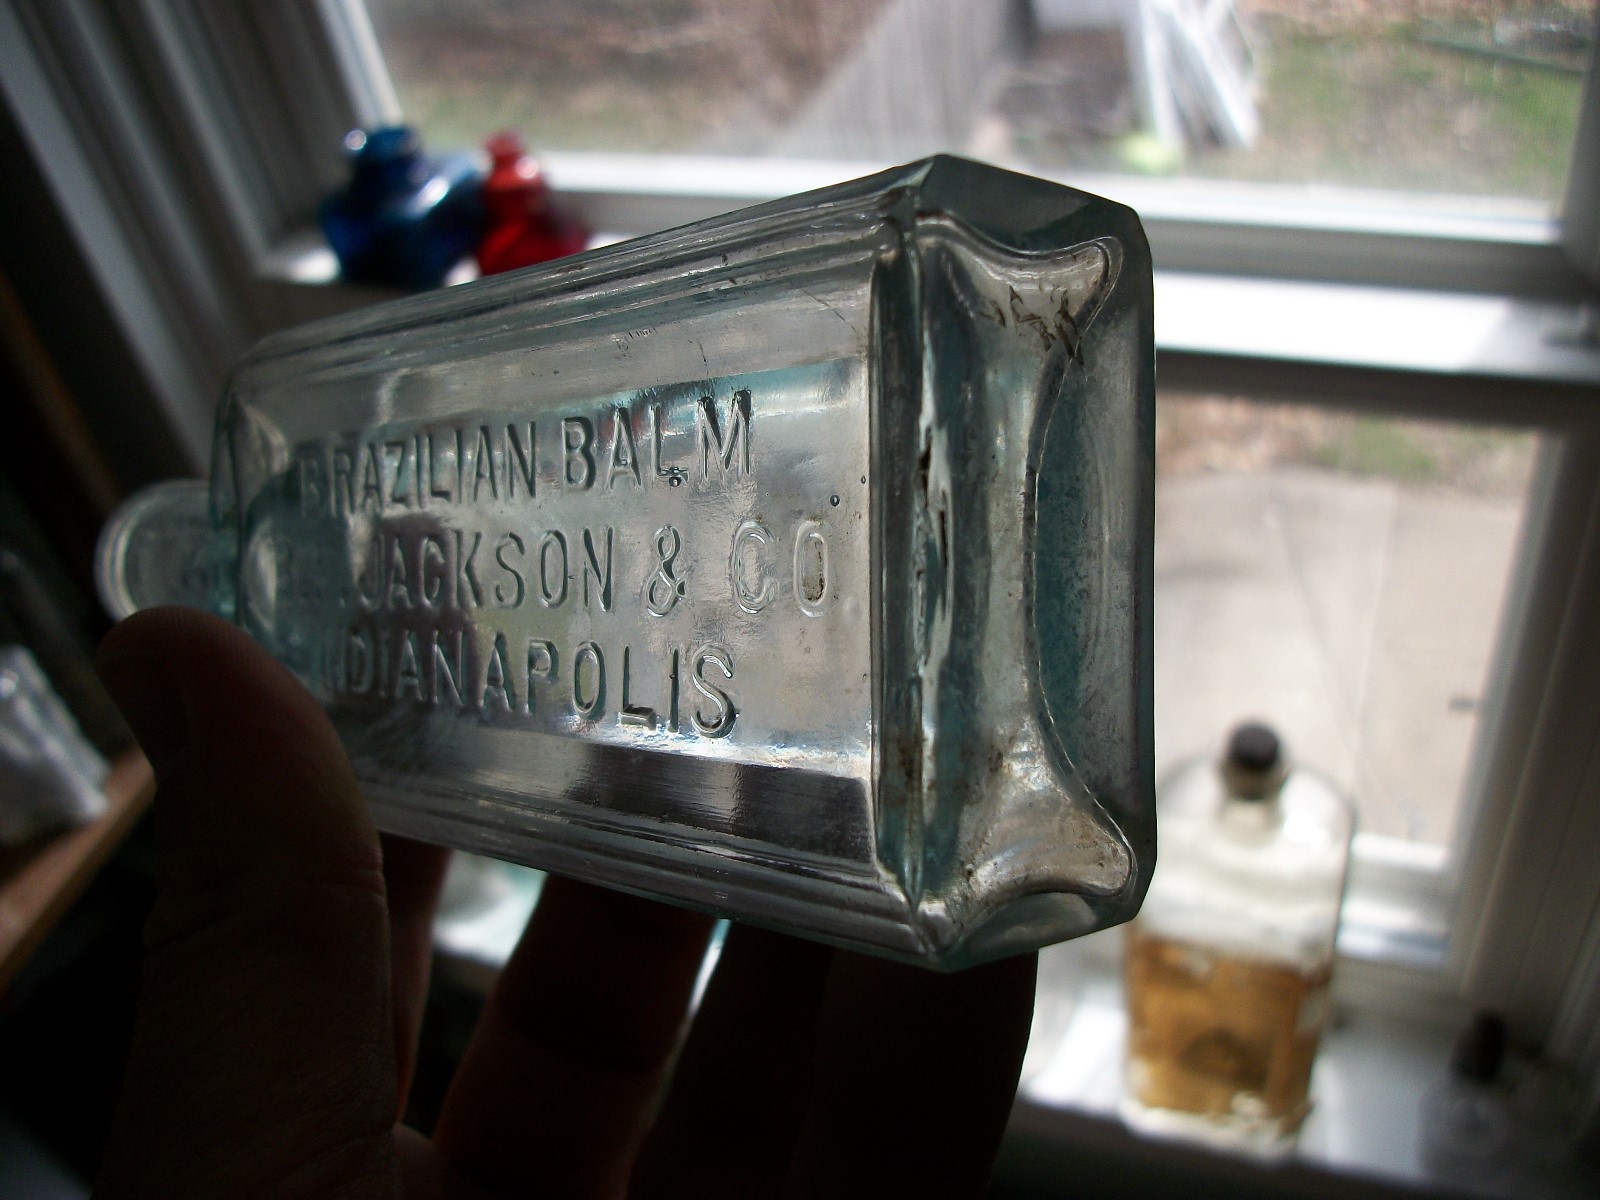 BRAZILIAN BALM
JACKSON & CO
INDIANAPOLIS